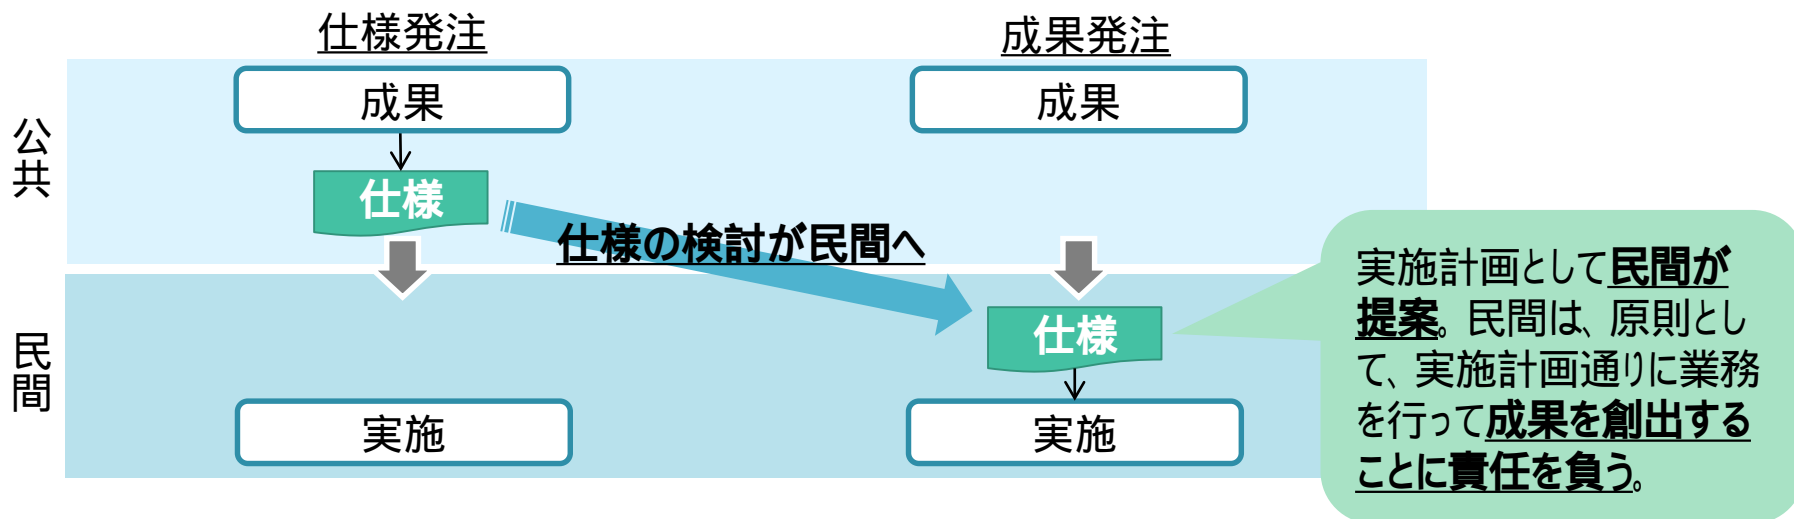 仕様発注
成果発注
公共
成果
成果
仕様
仕様の検討が民間へ
民間
仕様
実施
実施
実施計画として民間が
提案。民間は、原則とし
て、実施計画通りに業務
を行って成果を創出する
ことに責任を負う。